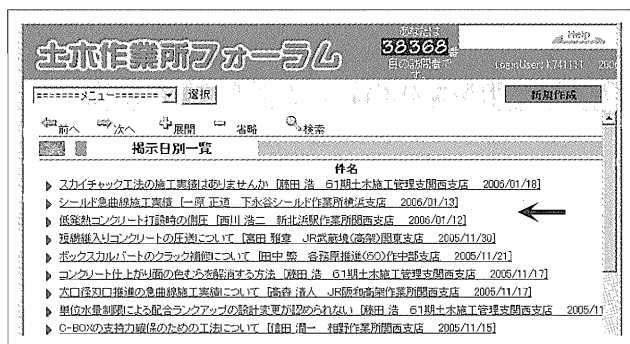 土木作業所フォーラム
あなたは
38368番
目の訪問者で
す。
Help
LoginUser: k741131 200
=======メニュー======= 選択
新規作成
前へ 次へ 展開 省略 検索
掲示日別一覧
件名
スカイチャック工法の施工実績はありませんか [藤田 浩 61期土木施工管理支関西支店 2006/01/18]
シールド急曲線施工実績 [一原 正道 下永谷シールド作業所横浜支店 2006/01/13]
低発熱コンクリート打設時の側圧 [西川 浩二 新北浜駅作業所関西支店 2006/01/12]
短繊維入りコンクリートの圧送について [富田 雅章 JR武蔵境(高架)関東支店 2005/11/30]
ボックスカルバートのクラック補修について [田中 繁 各務原推進(60)作中部支店 2005/11/21]
コンクリート仕上がり面の色むらを解消する方法 [藤田 浩 61期土木施工管理支関西支店 2005/11/17]
大口径刃口推進の急曲線施工実績について [高森 清人 JR阪和高架作業所関西支店 2005/11/17]
単位水量制限による配合ランクアップの設計変更が認められない [藤田 浩 61期土木施工管理支関西支店 2005/11
C-BOXの支持力確保のための工法について [信田 潤一 相野作業所関西支店 2005/11/15]